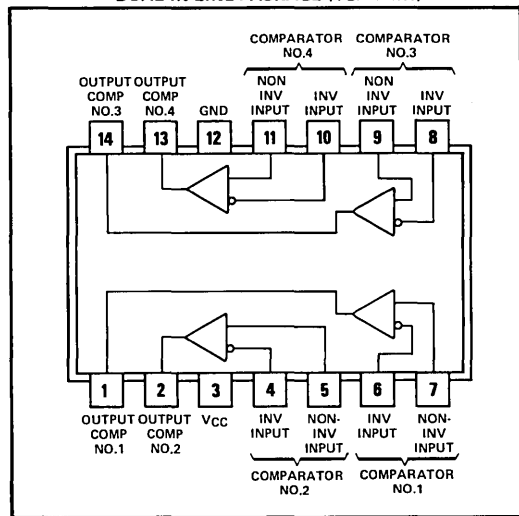 COMPARATOR NO.4
COMPARATOR NO.3
OUTPUT COMP NO.3
OUTPUT COMP NO.4
GND
NON INV INPUT
INV INPUT
NON INV INPUT
INV INPUT
14 13 12 11 10 9 8
1 2 3 4 5 6 7
OUTPUT COMP NO.1
OUTPUT COMP NO.2
VCC
INV INPUT
NON-INV INPUT
INV INPUT
NON-INV INPUT
COMPARATOR NO.2
COMPARATOR NO.1